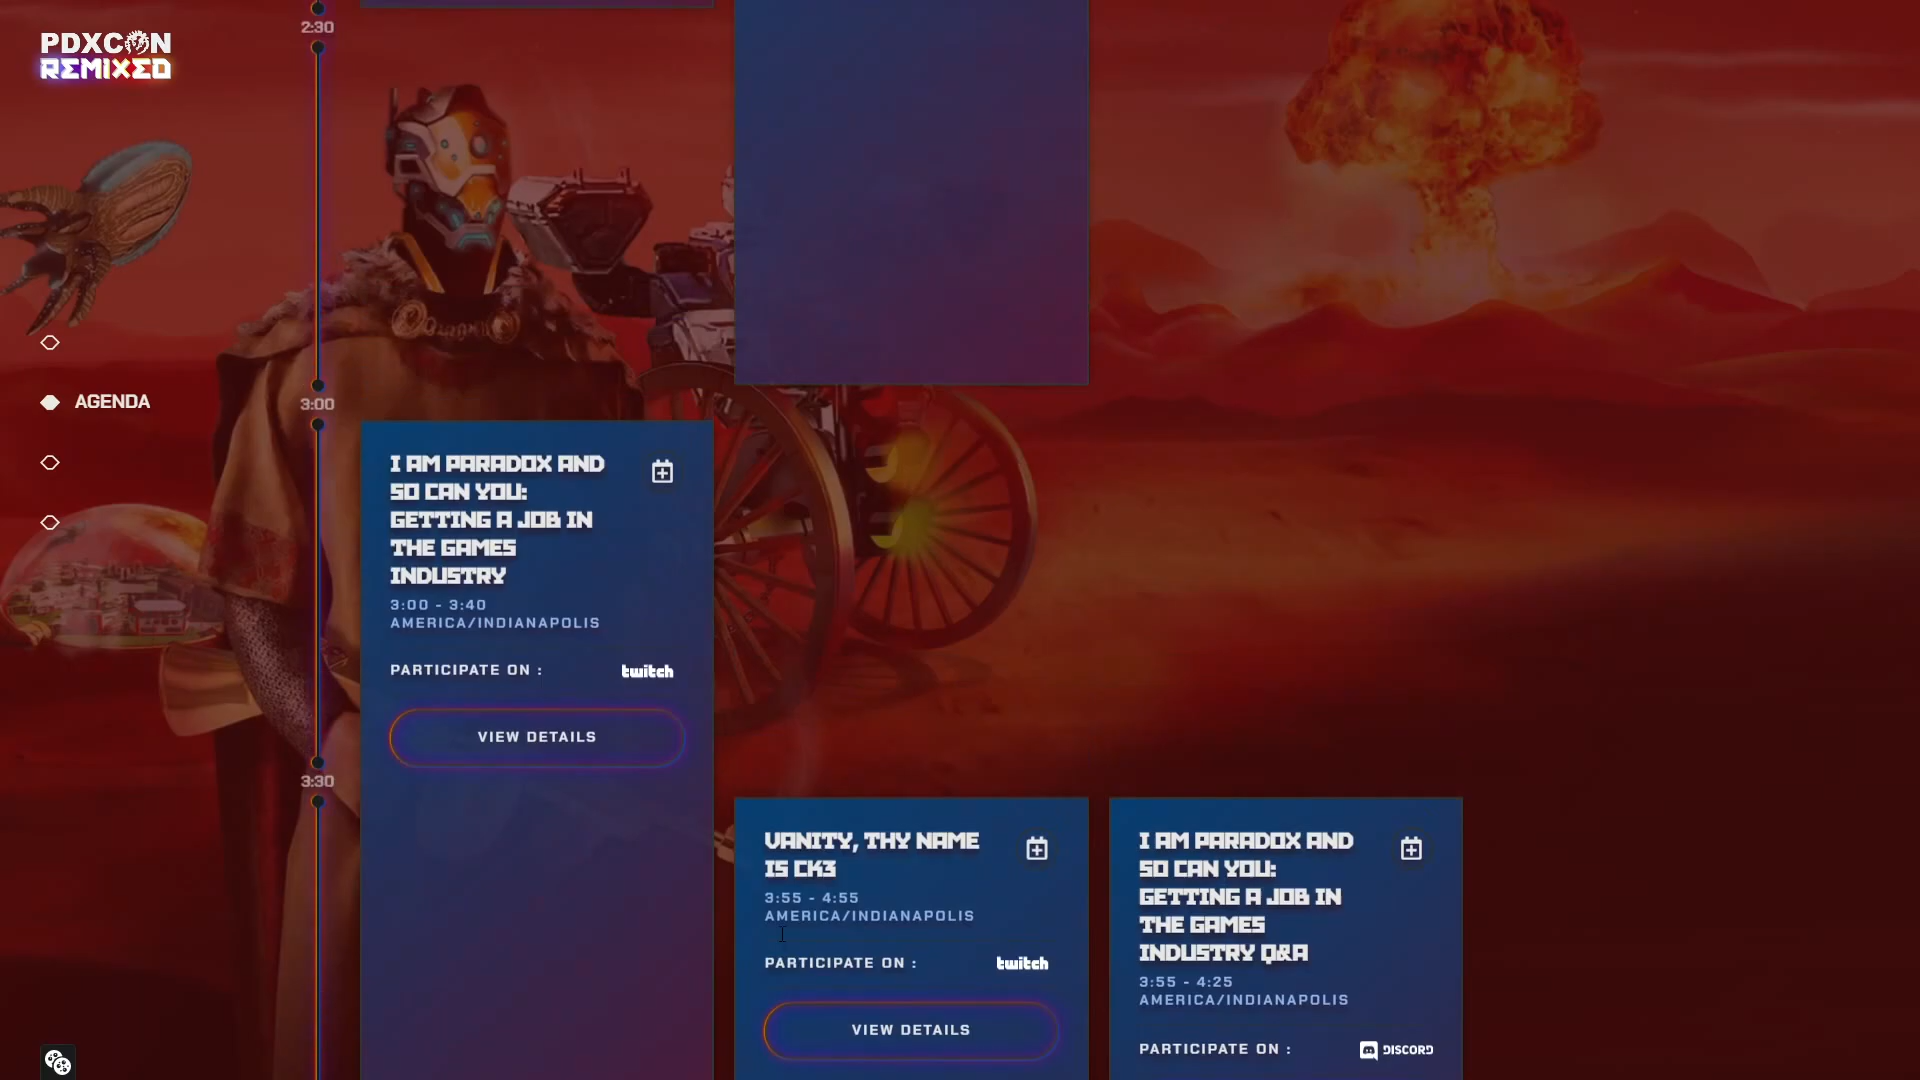 PDXCON
REMIXED
2:30
AGENDA
3:00
I AM PARADOX AND
SO CAN YOU:
GETTING A JOB IN
THE GAMES
INDUSTRY
3:00 - 3:40
AMERICA/INDIANAPOLIS
PARTICIPATE ON :
twitch
VIEW DETAILS
3:30
VANITY, THY NAME
IS CK3
3:55 - 4:55
AMERICA/INDIANAPOLIS
PARTICIPATE ON :
twitch
VIEW DETAILS
I AM PARADOX AND
SO CAN YOU:
GETTING A JOB IN
THE GAMES
INDUSTRY Q&A
3:55 - 4:25
AMERICA/INDIANAPOLIS
PARTICIPATE ON :
DISCORD